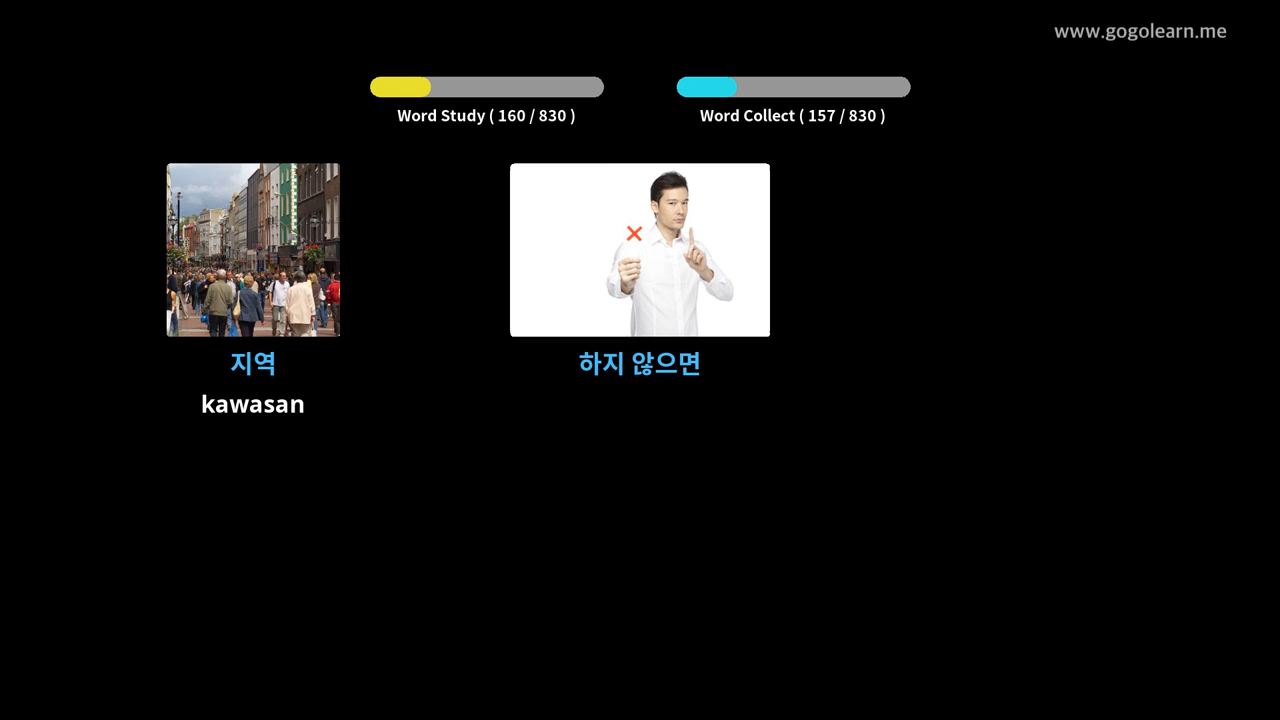 www.gogolearn.me
Word Study ( 160 / 830 )
Word Collect ( 157 / 830 )
지역
하지 않으면
kawasan